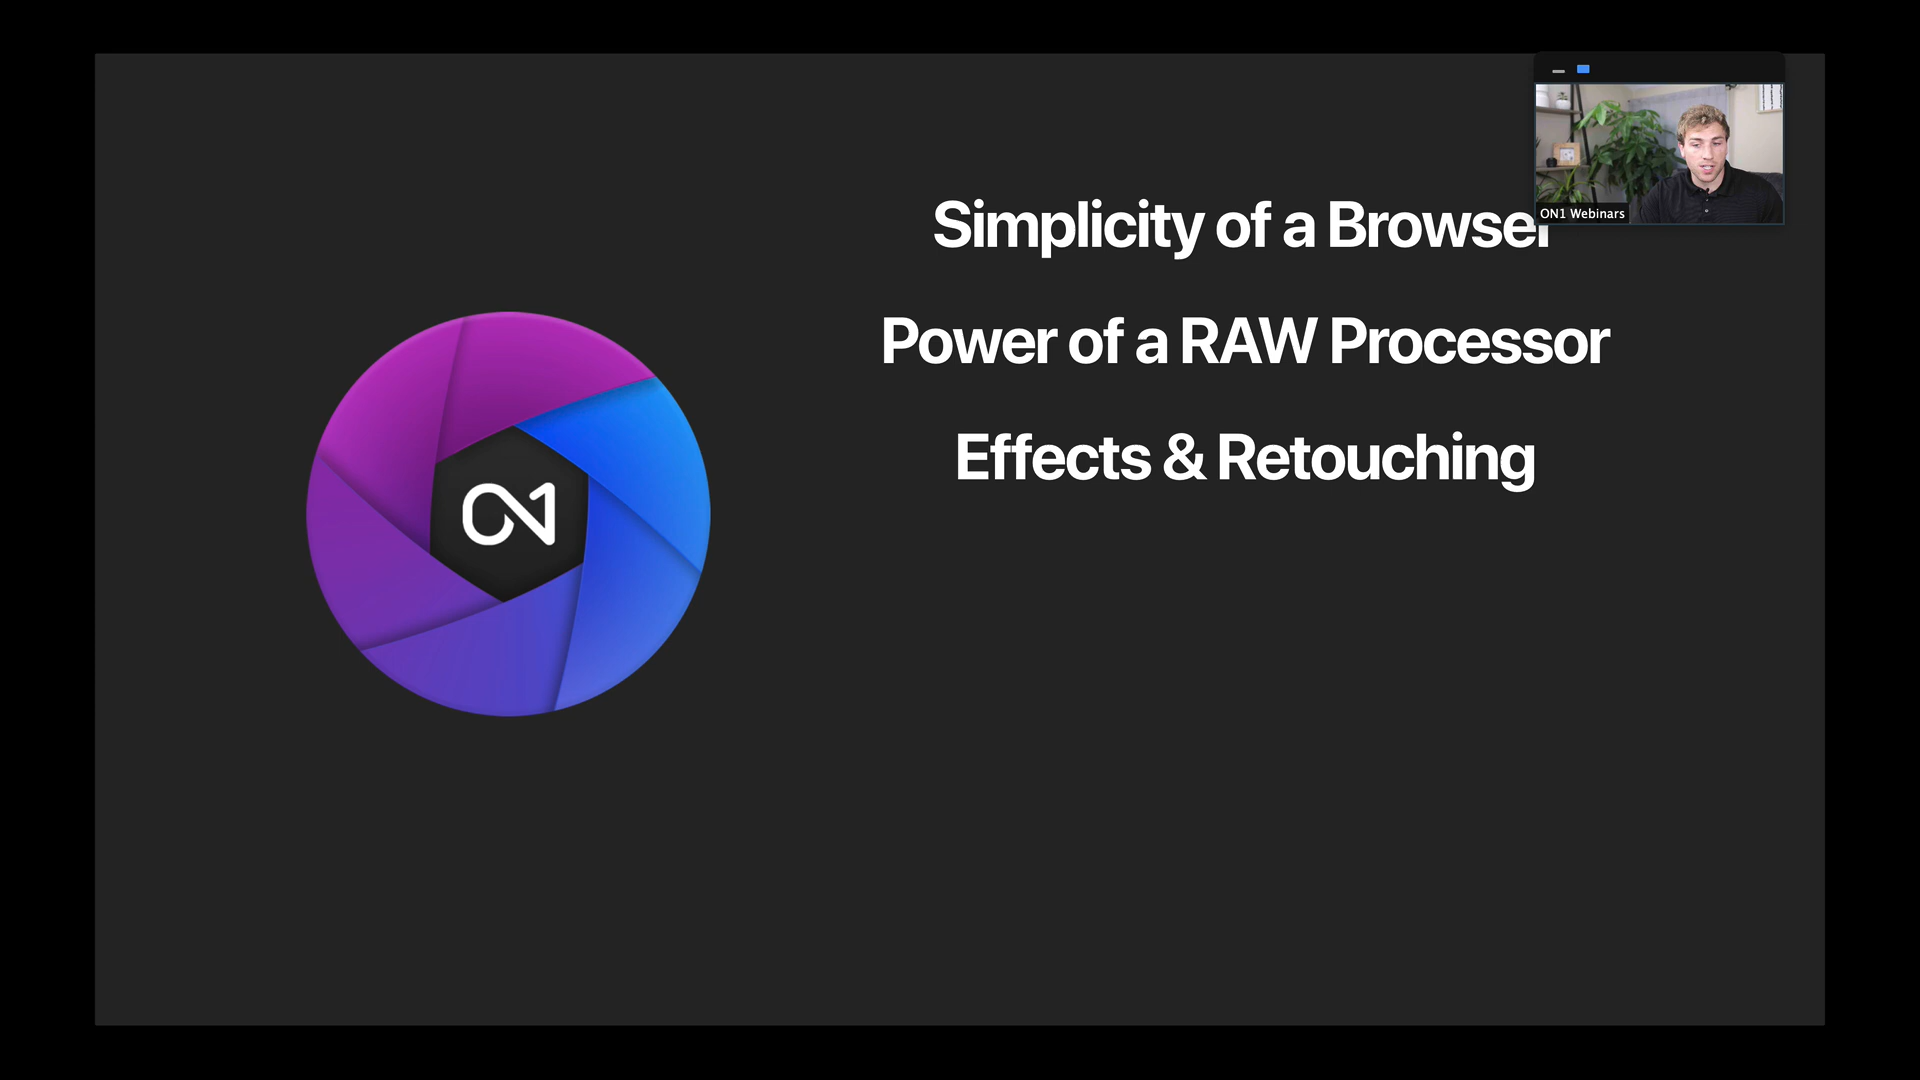 Simplicity of a Browser
Power of a RAW Processor
Effects & Retouching
ON1
ON1 Webinars